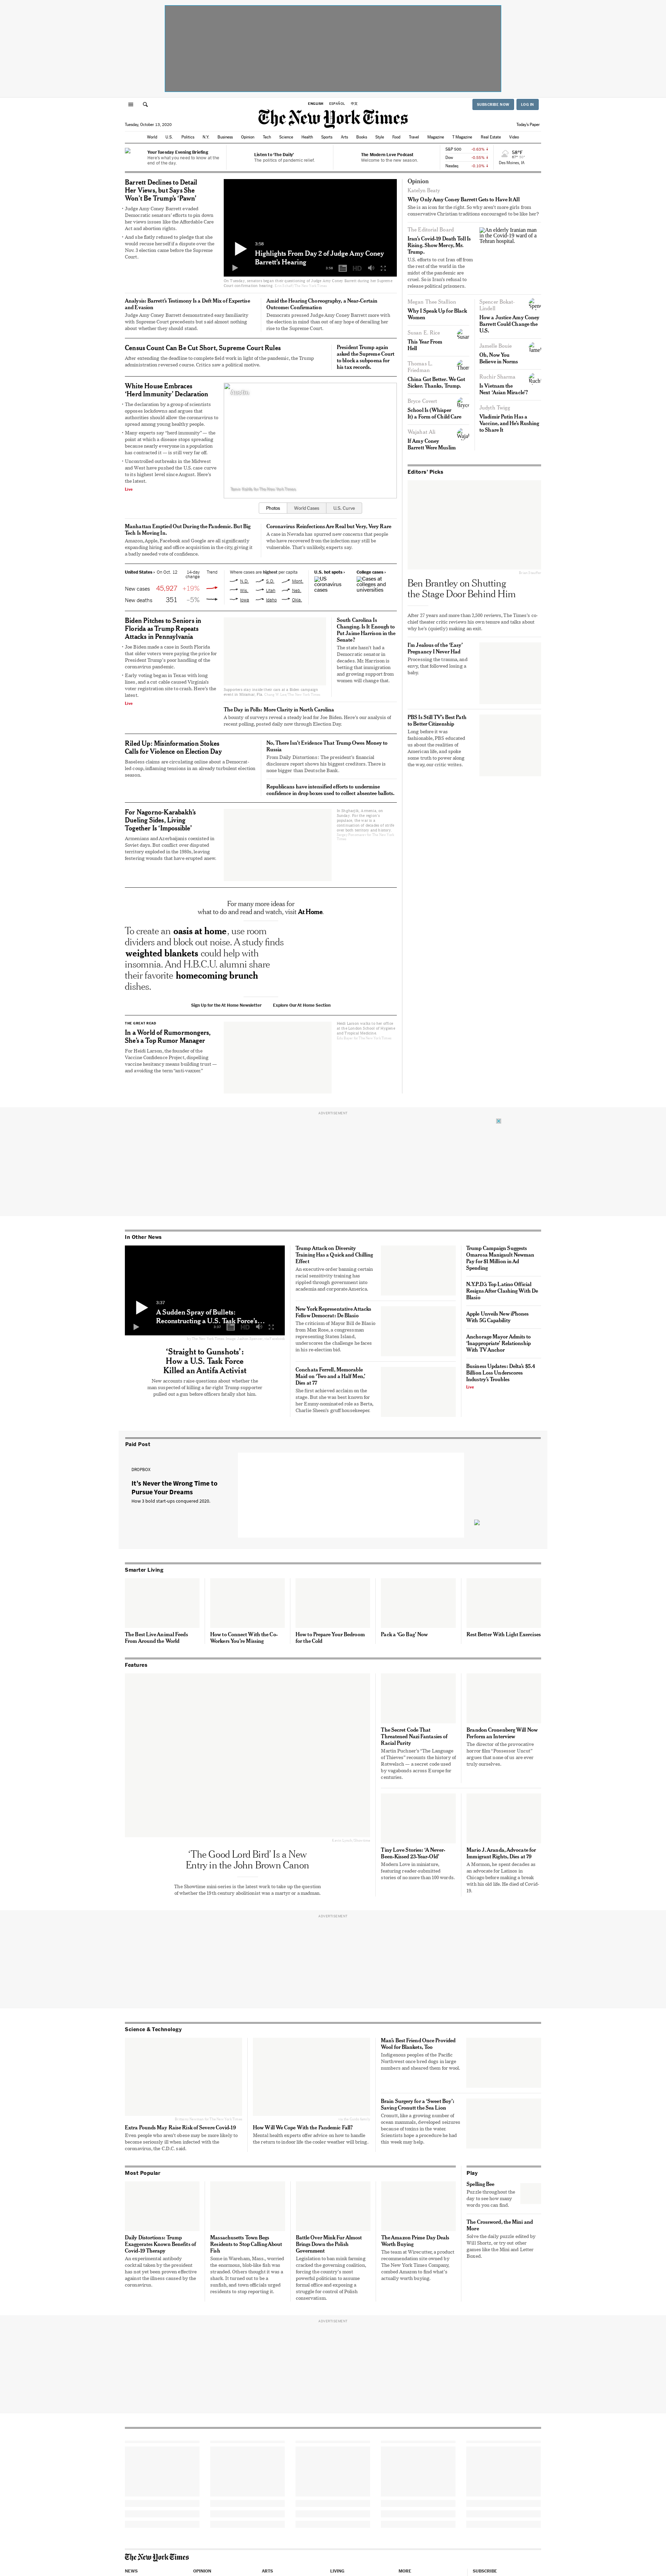 ENGLISH ESPAÑOL 中文
SUBSCRIBE NOW LOG IN
The New York Times
Tuesday, October 13, 2020
Today's Paper
World U.S. Politics N.Y. Business Opinion Tech Science Health Sports Arts Books Style Food Travel Magazine T Magazine Real Estate Video
Your Tuesday Evening Briefing
Here's what you need to know at the end of the day.
Listen to 'The Daily'
The politics of pandemic relief
The Modern Love Podcast
Welcome to the new season
S&P 500 -0.63% ↓
Dow -0.55% ↓
Nasdaq -0.10% ↓
58°F
Des Moines, IA
Barrett Declines to Detail
Her Views, but Says She
Won't Be Trump's 'Pawn'
Judge Amy Coney Barrett evaded
Democratic senators' efforts to pin down
her views on issues like the Affordable Care
Act and abortion rights.
And she flatly refused to pledge that she
would recuse herself if a dispute over the
Nov. 3 election came before the Supreme
Court.
3:58
Highlights From Day 2 of Judge Amy Coney
Barrett's Hearing
Analysis: Barrett's Testimony Is a Deft Mix of Expertise
and Evasion
Judge Amy Coney Barrett demonstrated easy familiarity
with Supreme Court precedents but said almost nothing
about whether they should stand.
Amid the Hearing Choreography, a Near-Certain
Outcome: Confirmation
Democrats pressed Judge Amy Coney Barrett more with
the election in mind than out of any hope of derailing her
rise to the Supreme Court.
Census Count Can Be Cut Short, Supreme Court Rules
After extending the deadline to complete field work in light of the pandemic, the Trump
administration reversed course. Critics saw a political motive.
President Trump again
asked the Supreme Court
to block a subpoena for
his tax records.
White House Embraces
'Herd Immunity' Declaration
The declaration by a group of scientists
opposes lockdowns and argues that
authorities should allow the coronavirus to
spread among young healthy people.
Many experts say "herd immunity" — the
point at which a disease stops spreading
because nearly everyone in a population
has contracted it — is still very far off.
Uncontrolled outbreaks in the Midwest
and West have pushed the U.S. case curve
to its highest level since August. Here's
the latest.
Live
Photos World Cases U.S. Curve
Manhattan Emptied Out During the Pandemic. But Big
Tech Is Moving In.
Amazon, Apple, Facebook and Google are all significantly
expanding hiring and office acquisitions in the city, giving it
a badly needed vote of confidence.
Coronavirus Reinfections Are Real but Very, Very Rare
A case in Nevada has spurred new concerns that people
who have recovered from the infection may still be
vulnerable. That's unlikely, experts say.
United States › On Oct. 12 14-day change Trend
New cases 45,927 +19%
New deaths 351 –5%
Where cases are highest per capita
N.D. S.D. Mont.
Wis. Utah Neb.
Iowa Idaho Okla.
U.S. hot spots ›
US coronavirus cases
College cases ›
Cases at colleges and universities
Biden Pitches to Seniors in
Florida as Trump Repeats
Attacks in Pennsylvania
Joe Biden made a case in South Florida
that older voters were paying the price for
President Trump's poor handling of the
coronavirus pandemic.
Early voting began in Texas with long
lines, and a cut cable caused Virginia's
voter registration site to crash. Here's the
latest.
Live
Supporters stay inside their cars at a Biden campaign
event in Miramar, Fla.
South Carolina Is
Changing. Is It Enough to
Put Jaime Harrison in the
Senate?
The state hasn't had a
Democratic senator in
decades. Mr. Harrison is
betting that immigration
and growing support from
women will change that.
The Day in Polls: More Clarity in North Carolina
A bounty of surveys reveal a steady lead for Joe Biden. Here's our analysis of
recent polling, posted daily now through Election Day.
Riled Up: Misinformation Stokes
Calls for Violence on Election Day
Baseless claims are circulating online about a Democrat-
led coup, inflaming tensions in an already turbulent election
season.
No, There Isn't Evidence That Trump Owes Money to
Russia
From Daily Distortions: The president's financial
disclosures report shows his biggest creditors. There is
none bigger than Deutsche Bank.
Republicans have intensified efforts to undermine
confidence in drop boxes used to collect absentee ballots.
For Nagorno-Karabakh's
Dueling Sides, Living
Together Is 'Impossible'
Armenians and Azerbaijanis coexisted in
Soviet days. But conflict over disputed
territory exploded in the 1980s, leaving
festering wounds that have erupted anew.
For many more ideas for
what to do and read and watch, visit At Home.
To create an oasis at home, use room
dividers and block out noise. A study finds
weighted blankets could help with
insomnia. And H.B.C.U. alumni share
their favorite homecoming brunch
dishes.
Sign Up for the At Home Newsletter Explore Our At Home Section
THE GREAT READ
In a World of Rumormongers,
She's a Top Rumor Manager
For Heidi Larson, the founder of the
Vaccine Confidence Project, dispelling
vaccine hesitancy means building trust —
and avoiding the term "anti-vaxxer."
Heidi Larson works in her office
at the London School of Hygiene
and Tropical Medicine.
Opinion
Katelyn Beaty
Why Only Amy Coney Barrett Gets to Have It All
She is an icon for the right. So why aren't more girls from
conservative Christian traditions encouraged to be like her?
The Editorial Board
Iran's Covid-19 Death Toll Is
Rising. Show Mercy, Mr.
Trump.
U.S. efforts to cut Iran off from
the rest of the world in the
midst of the pandemic are
cruel. So is Iran's refusal to
release political prisoners.
An elderly Iranian man in the Covid-19 ward of a Tehran hospital.
Megan Thee Stallion
Why I Speak Up for Black
Women
Spencer Bokat-
Lindell
How a Justice Amy Coney
Barrett Could Change the
U.S.
Susan E. Rice
This Year From
Hell
Jamelle Bouie
Oh, Now You
Believe in Norms
Thomas L.
Friedman
China Got Better. We Got
Sicker. Thanks, Trump.
Ruchir Sharma
Is Vietnam the
Next 'Asian Miracle'?
Bryce Covert
School Is (Whisper
It) a Form of Child Care
Judyth Twigg
Vladimir Putin Has a
Vaccine, and He's Rushing
to Share It
Wajahat Ali
If Amy Coney
Barrett Were Muslim
Editors' Picks
Ben Brantley on Shutting
the Stage Door Behind Him
After 27 years and more than 2,500 reviews, The Times's co-
chief theater critic reviews his own tenure and talks about
why he's (quietly) making an exit.
I'm Jealous of the 'Easy'
Pregnancy I Never Had
Processing the trauma, and
envy, that followed having a
baby.
PBS Is Still TV's Best Path
to Better Citizenship
Long before it was
fashionable, PBS educated
us about the realities of
American life, and spoke
some truth to power along
the way, our critic writes.
ADVERTISEMENT
In Other News
3:37
A Sudden Spray of Bullets:
Reconstructing a U.S. Task Force's…
'Straight to Gunshots':
How a U.S. Task Force
Killed an Antifa Activist
New accounts raise questions about whether the
man suspected of killing a far-right Trump supporter
pulled out a gun before officers fatally shot him.
Trump Attack on Diversity
Training Has a Quick and Chilling
Effect
An executive order banning certain
racial sensitivity training has
rippled through government into
academia and corporate America.
New York Representative Attacks
Fellow Democrat: De Blasio
The criticism of Mayor Bill de Blasio
from Max Rose, a congressman
representing Staten Island,
underscores the challenge he faces
in his re-election bid.
Conchata Ferrell, Memorable
Maid on 'Two and a Half Men,'
Dies at 77
She first achieved acclaim on the
stage. But she was best known for
her Emmy-nominated role as Berta,
Charlie Sheen's gruff housekeeper.
Trump Campaign Suggests
Omarosa Manigault Newman
Pay for $1 Million in Ad
Spending
N.Y.P.D.'s Top Latino Official
Resigns After Clashing With De
Blasio
Apple Unveils New iPhones
With 5G Capability
Anchorage Mayor Admits to
'Inappropriate' Relationship
With TV Anchor
Business Updates: Delta's $5.4
Billion Loss Underscores
Industry's Troubles
Live
Paid Post
DROPBOX
It's Never the Wrong Time to
Pursue Your Dreams
How 3 bold start-ups conquered 2020.
Smarter Living
The Best Live Animal Feeds
From Around the World
How to Connect With the Co-
Workers You're Missing
How to Prepare Your Bedroom
for the Cold
Pack a 'Go Bag' Now
Rest Better With Light Exercises
Features
'The Good Lord Bird' Is a New
Entry in the John Brown Canon
The Showtime mini-series is the latest work to take up the question
of whether the 19th century abolitionist was a martyr or a madman.
The Secret Code That
Threatened Nazi Fantasies of
Racial Purity
Martin Puchner's "The Language
of Thieves" recounts the history of
Rotwelsch — a secret code used
by vagabonds across Europe for
centuries.
Brandon Cronenberg Will Now
Perform an Interview
The director of the provocative
horror film "Possessor Uncut"
argues that none of us are ever
truly ourselves.
Tiny Love Stories: 'A Never-
Been-Kissed 23-Year-Old'
Modern Love in miniature,
featuring reader-submitted
stories of no more than 100 words.
Mario J. Aranda, Advocate for
Immigrant Rights, Dies at 79
A Mormon, he spent decades as
an advocate for Latinos in
Chicago before making a break
with his old life. He died of Covid-
19.
ADVERTISEMENT
Science & Technology
Extra Pounds May Raise Risk of Severe Covid-19
Even people who aren't obese may be more likely to
become seriously ill when infected with the
coronavirus, the C.D.C. said.
How Will We Cope With the Pandemic Fall?
Mental health experts offer advice on how to handle
the return to indoor life the cooler weather will bring.
Man's Best Friend Once Provided
Wool for Blankets, Too
Indigenous peoples of the Pacific
Northwest once bred dogs in large
numbers and sheared them for wool.
Brain Surgery for a 'Sweet Boy':
Saving Cronutt the Sea Lion
Cronutt, like a growing number of
ocean mammals, developed seizures
because of toxins in the water.
Scientists hope a procedure he had
this week may help.
Most Popular
Daily Distortions: Trump
Exaggerates Known Benefits of
Covid-19 Therapy
An experimental antibody
cocktail taken by the president
has not yet been proven effective
against the illness caused by the
coronavirus.
Massachusetts Town Begs
Residents to Stop Calling About
Fish
Some in Wareham, Mass., worried
the enormous, blob-like fish was
stranded. Others thought it was a
shark. It turned out to be a
sunfish, and town officials urged
residents to stop reporting it.
Battle Over Mink Fur Almost
Brings Down the Polish
Government
Legislation to ban mink farming
cracked the governing coalition,
forcing the country's most
powerful politician to assume
formal office and exposing a
struggle for control of Polish
conservatism.
The Amazon Prime Day Deals
Worth Buying
The team at Wirecutter, a product
recommendation site owned by
The New York Times Company,
combed Amazon to find what's
actually worth buying.
Play
Spelling Bee
Puzzle throughout the
day to see how many
words you can find.
The Crossword, the Mini and
More
Solve the daily puzzle edited by
Will Shortz, or try out other
games like the Mini and Letter
Boxed.
ADVERTISEMENT
The New York Times
NEWS OPINION ARTS LIVING MORE SUBSCRIBE